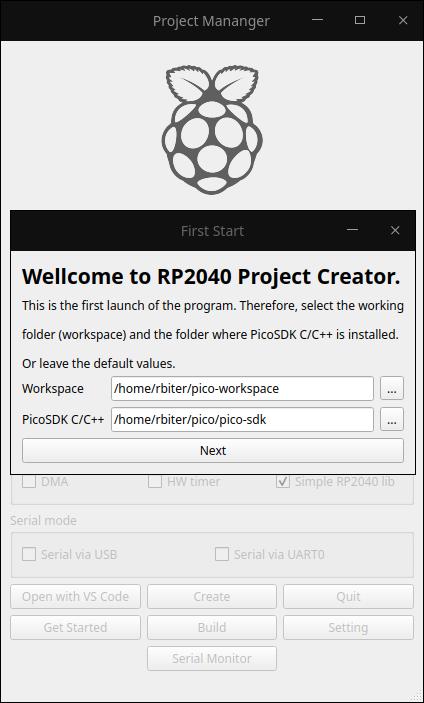 Project Mananger
First Start
Wellcome to RP2040 Project Creator.
This is the first launch of the program. Therefore, select the working
folder (workspace) and the folder where PicoSDK C/C++ is installed.
Or leave the default values.
Workspace /home/rbiter/pico-workspace ...
PicoSDK C/C++ /home/rbiter/pico/pico-sdk ...
Next
DMA HW timer Simple RP2040 lib
Serial mode
Serial via USB Serial via UART0
Open with VS Code Create Quit
Get Started Build Setting
Serial Monitor